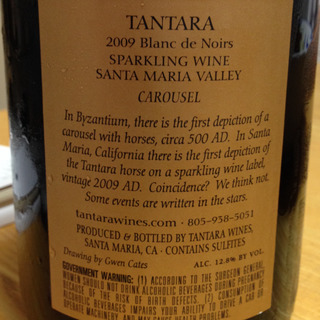 TANTARA
2009 Blanc de Noirs
SPARKLING WINE
SANTA MARIA VALLEY
CAROUSEL
In Byzantium, there is the first depiction of a
carousel with horses, circa 500 AD. In Santa
Maria, California there is the first depiction of
the Tantara horse on a sparkling wine label,
vintage 2009 AD. Coincidence? We think not.
Some events are written in the stars.
tantarawines.com · 805-938-5051
PRODUCED & BOTTLED BY TANTARA WINES,
SANTA MARIA, CA · CONTAINS SULFITES
Drawing by Gwen Cates
ALC. 12.8% BY VOL.
GOVERNMENT WARNING: (1) ACCORDING TO THE SURGEON GENERAL,
WOMEN SHOULD NOT DRINK ALCOHOLIC BEVERAGES DURING PREGNANCY
BECAUSE OF THE RISK OF BIRTH DEFECTS. (2) CONSUMPTION OF
ALCOHOLIC BEVERAGES IMPAIRS YOUR ABILITY TO DRIVE A CAR OR
OPERATE MACHINERY, AND MAY CAUSE HEALTH PROBLEMS.